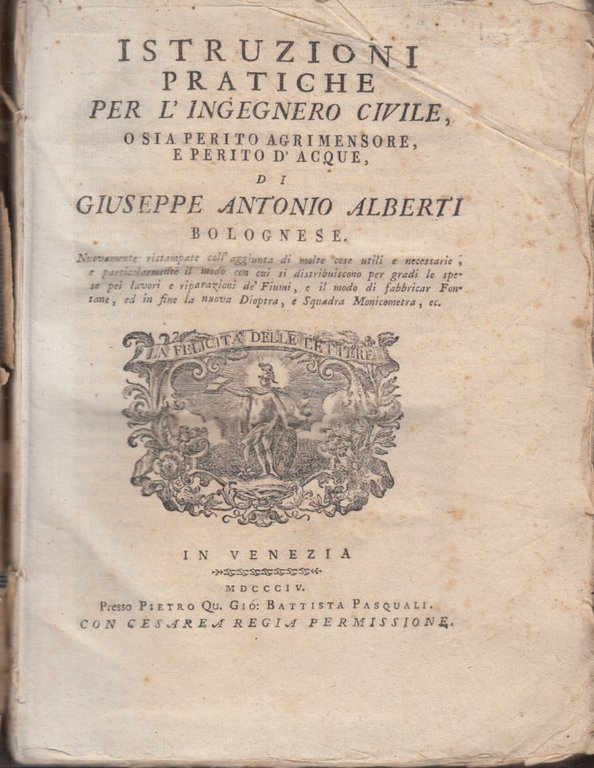 ISTRUZIONI
PRATICHE
PER L' INGEGNERO CIVILE,
O SIA PERITO AGRIMENSORE,
E PERITO D' ACQUE,
DI
GIUSEPPE ANTONIO ALBERTI
BOLOGNESE.
Nuovamente ristampate coll' aggiunta di molte cose utili e necessarie;
e particolarmente il modo con cui si distribuiscono per gradi le spe-
se pei lavori e riparazioni de' Fiumi, e il modo di fabbricar Fon-
tane, ed in fine la nuova Dioptra, e Squadra Monicometra, ec.
LA FELICITÀ DELLE LETTERE
IN VENEZIA
MDCCCIV.
Presso PIETRO QU. GIO: BATTISTA PASQUALI.
CON CESAREA REGIA PERMISSIONE.